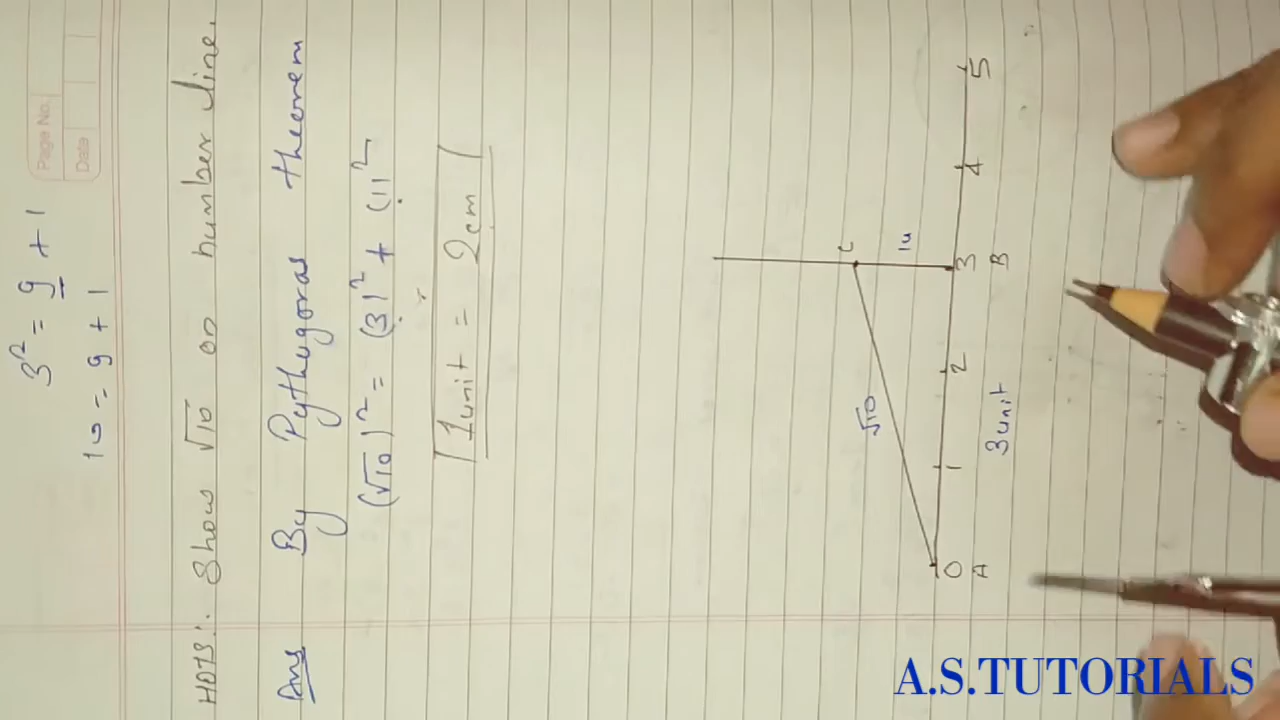 Page No.
Date
3² = 9 + 1
10 = 9 + 1
HOTS:. Show √10 on number line.
Ans By Pythagoras theorem
(√10)² = (3)² + (1)²
1unit = 2cm
C
1u
√10
0 1 2 3 4 5
A B
3unit
A.S.TUTORIALS